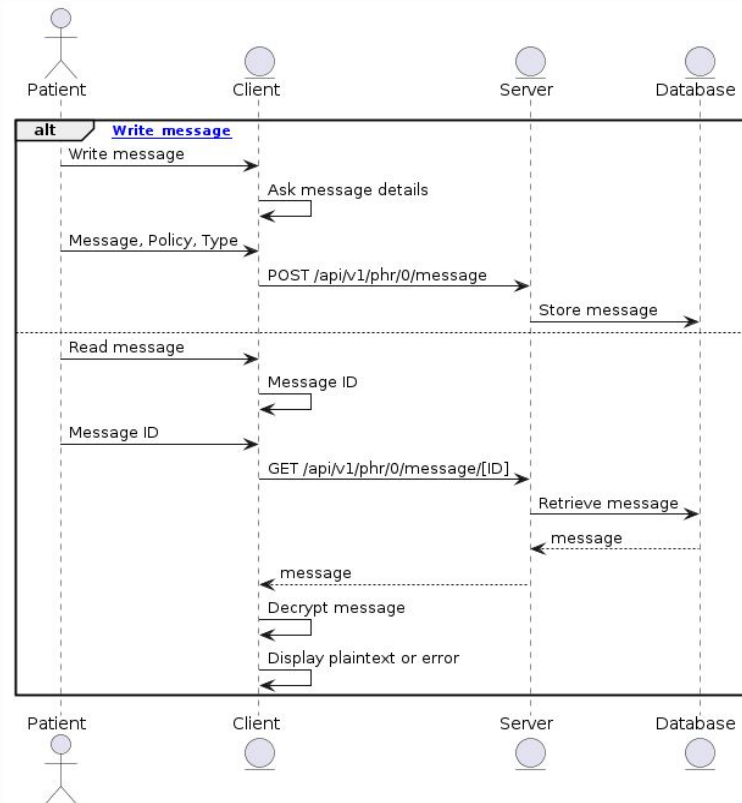 Patient Client Server Database
alt Write message
Write message
Ask message details
Message, Policy, Type
POST /api/v1/phr/0/message
Store message
Read message
Message ID
Message ID
GET /api/v1/phr/0/message/[ID]
Retrieve message
message
message
Decrypt message
Display plaintext or error
Patient Client Server Database